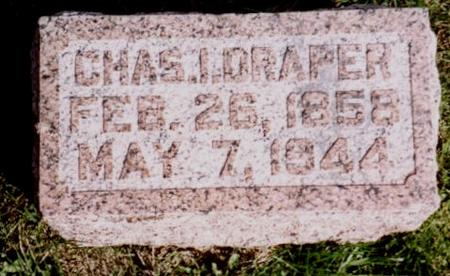 CHAS. I. DRAPER
FEB. 26, 1858
MAY 7, 1944